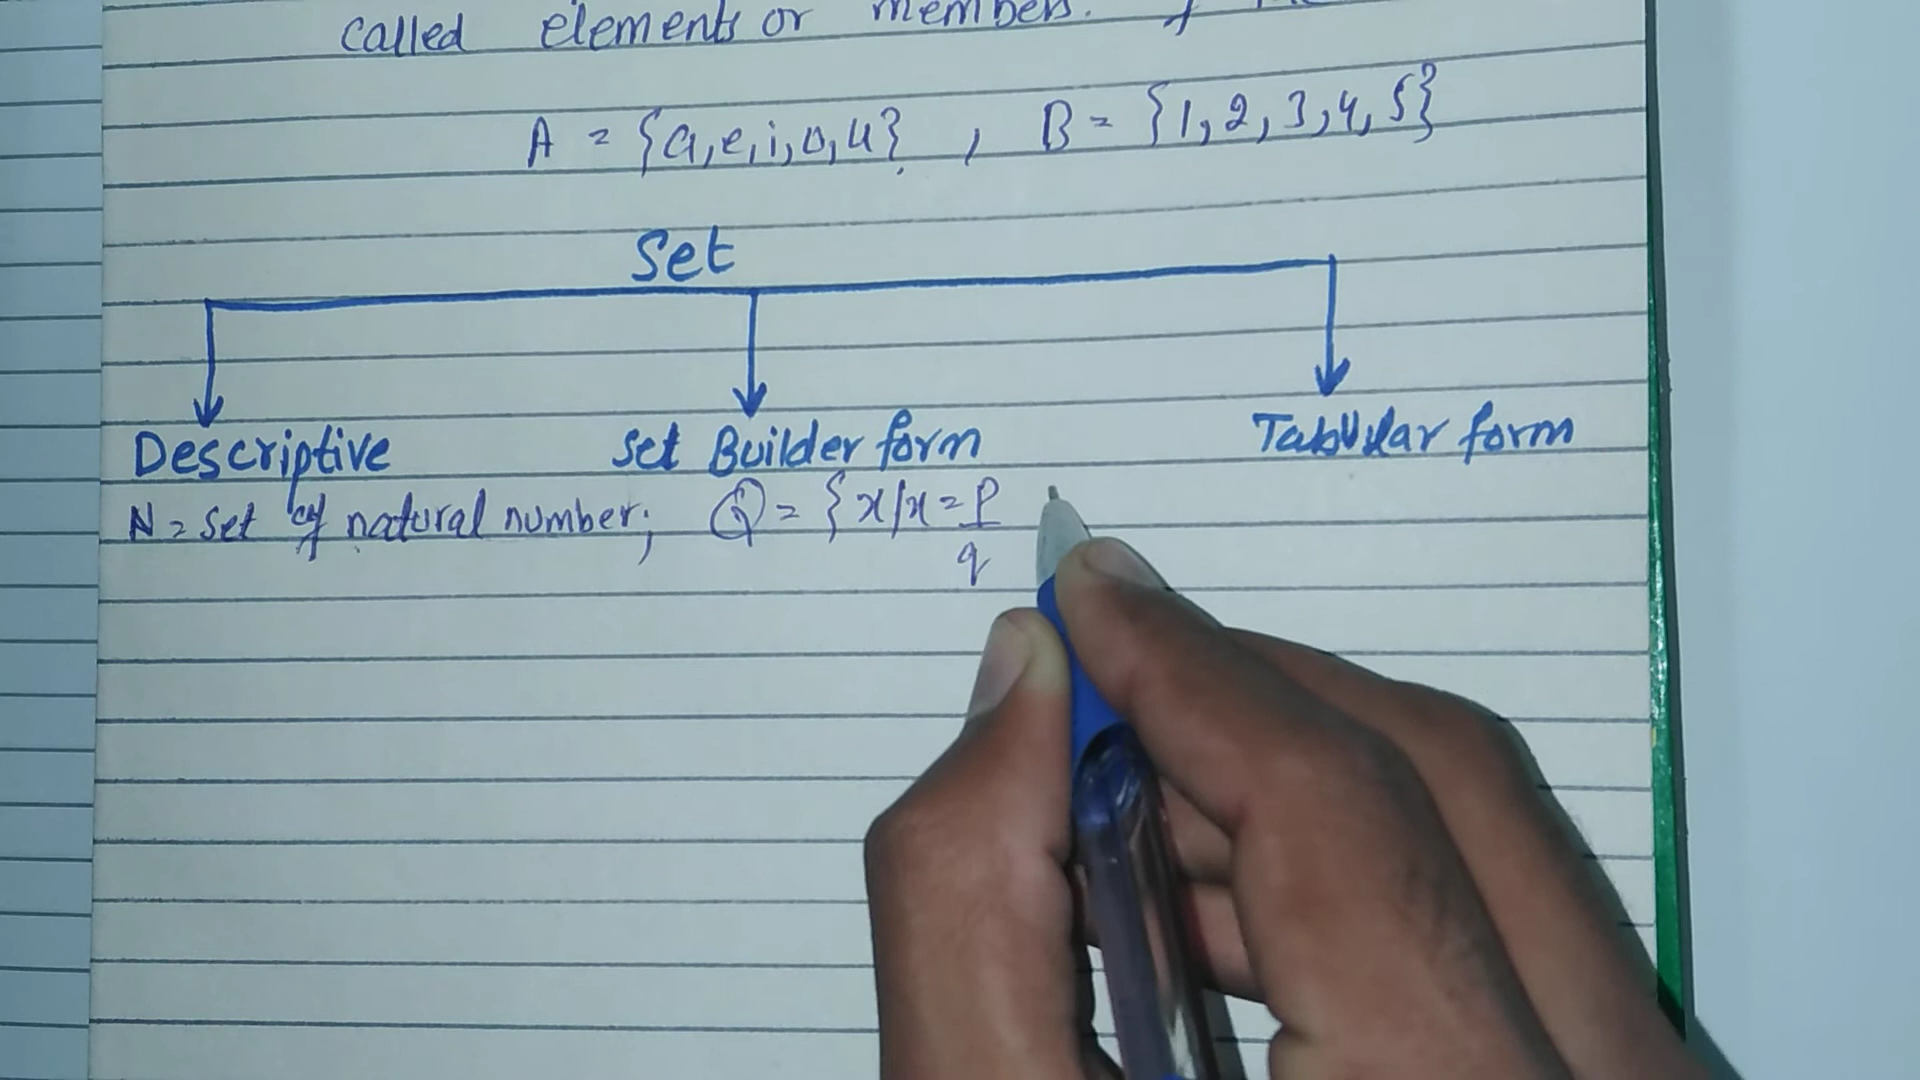 called elements or members.
A = {a,e,i,o,u} , B = {1,2,3,4,5}
Set
Descriptive Set Builder form Tabular form
N = Set of natural number; Q = {x/x = p
q